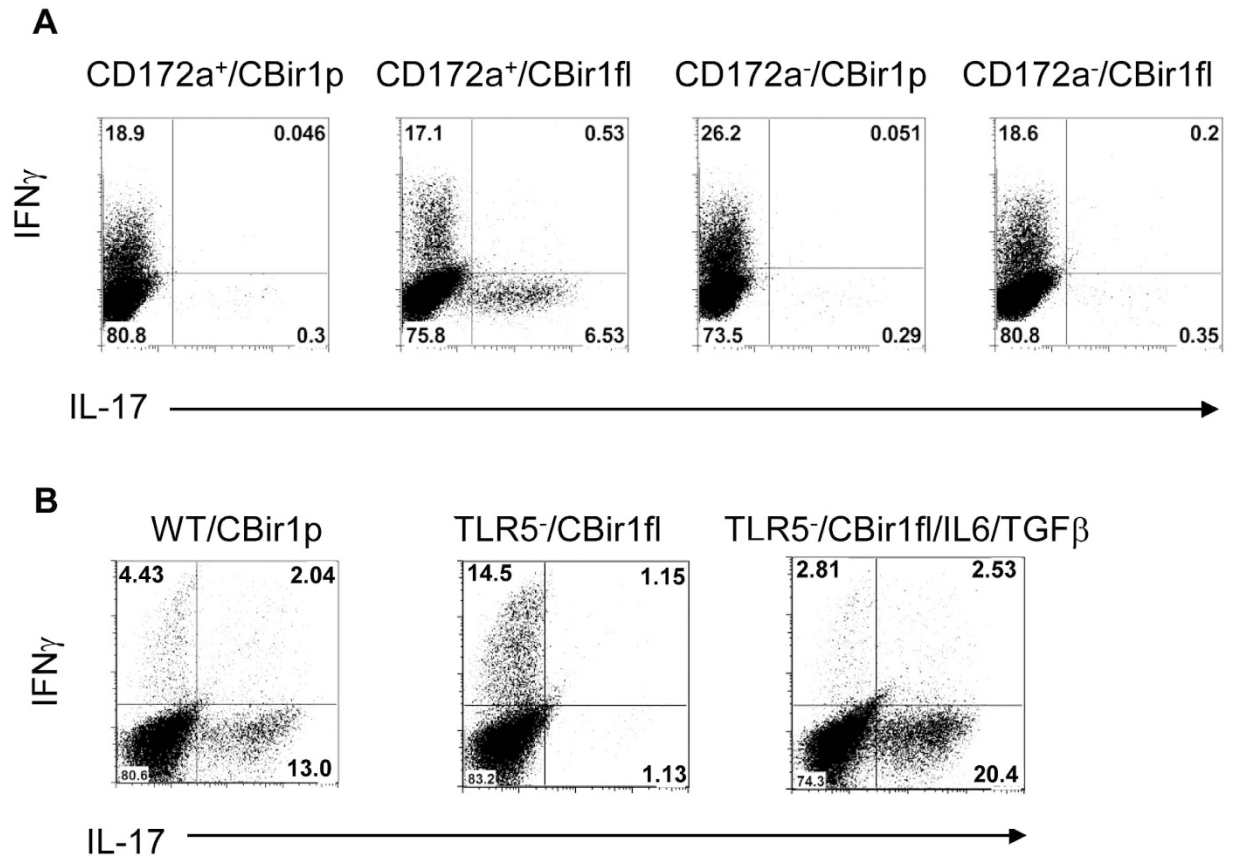 A
CD172a⁺/CBir1p CD172a⁺/CBir1fl CD172a⁻/CBir1p CD172a⁻/CBir1fl
18.9 0.046 17.1 0.53 26.2 0.051 18.6 0.2
IFNγ
80.8 0.3 75.8 6.53 73.5 0.29 80.8 0.35
IL-17
B
WT/CBir1p TLR5⁻/CBir1fl TLR5⁻/CBir1fl/IL6/TGFβ
4.43 2.04 14.5 1.15 2.81 2.53
IFNγ
80.6 13.0 83.2 1.13 74.3 20.4
IL-17